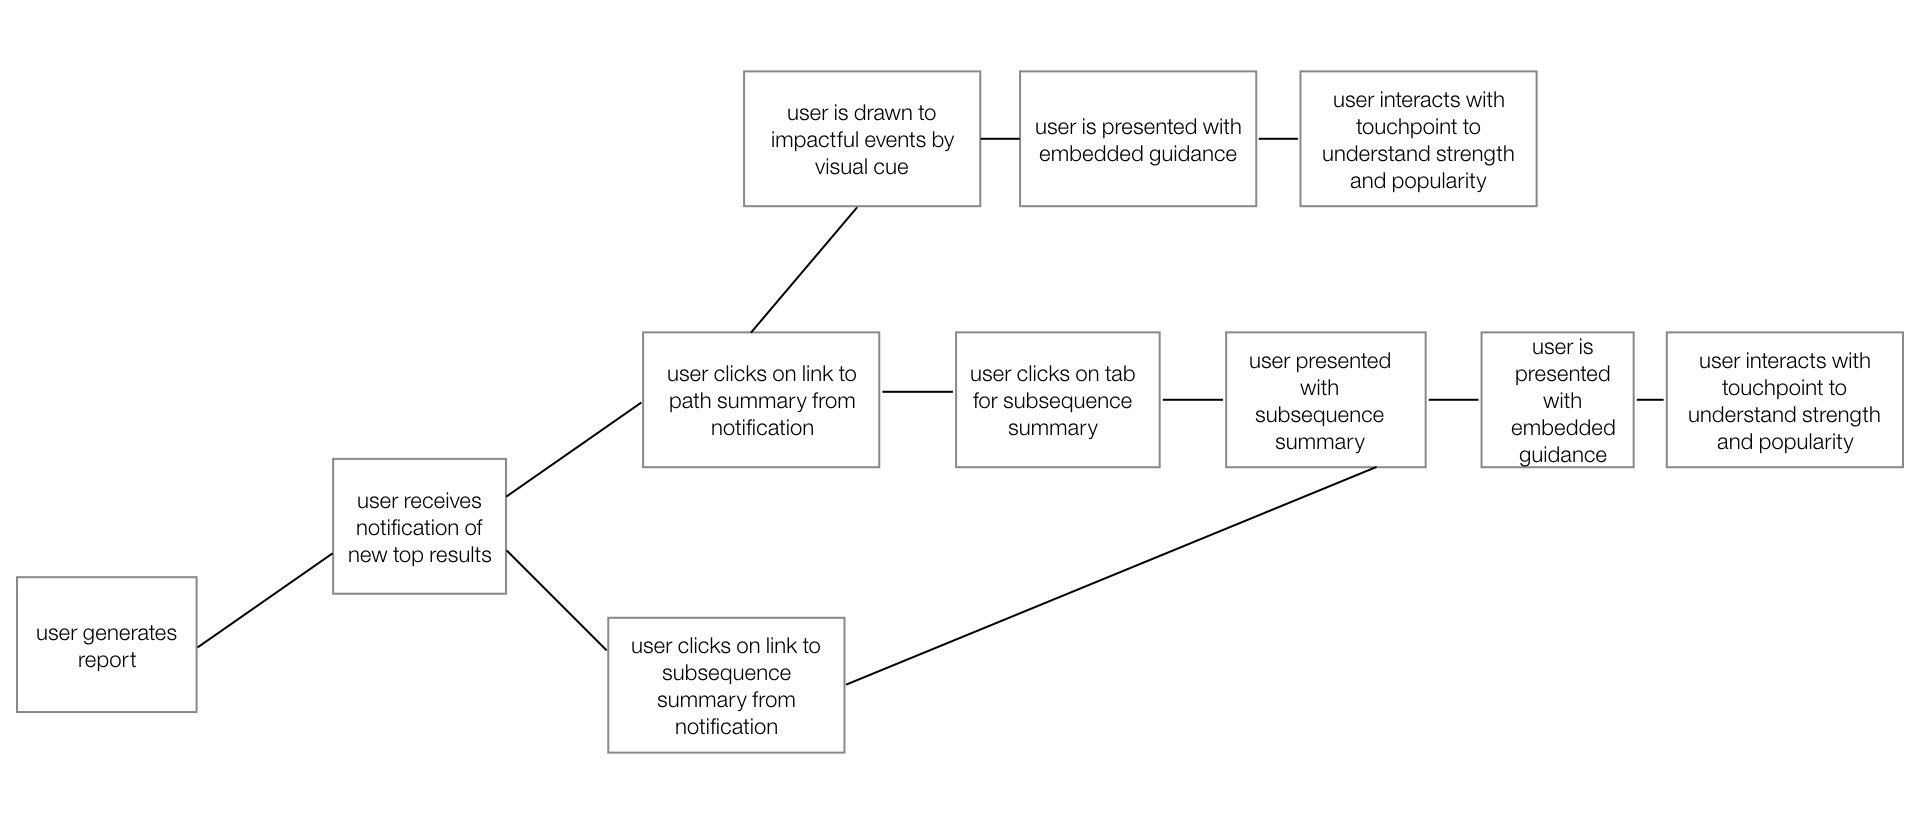 user is drawn to
impactful events by
visual cue
user is presented with
embedded guidance
user interacts with
touchpoint to
understand strength
and popularity
user clicks on link to
path summary from
notification
user clicks on tab
for subsequence
summary
user presented
with
subsequence
summary
user is
presented
with
embedded
guidance
user interacts with
touchpoint to
understand strength
and popularity
user receives
notification of
new top results
user generates
report
user clicks on link to
subsequence
summary from
notification